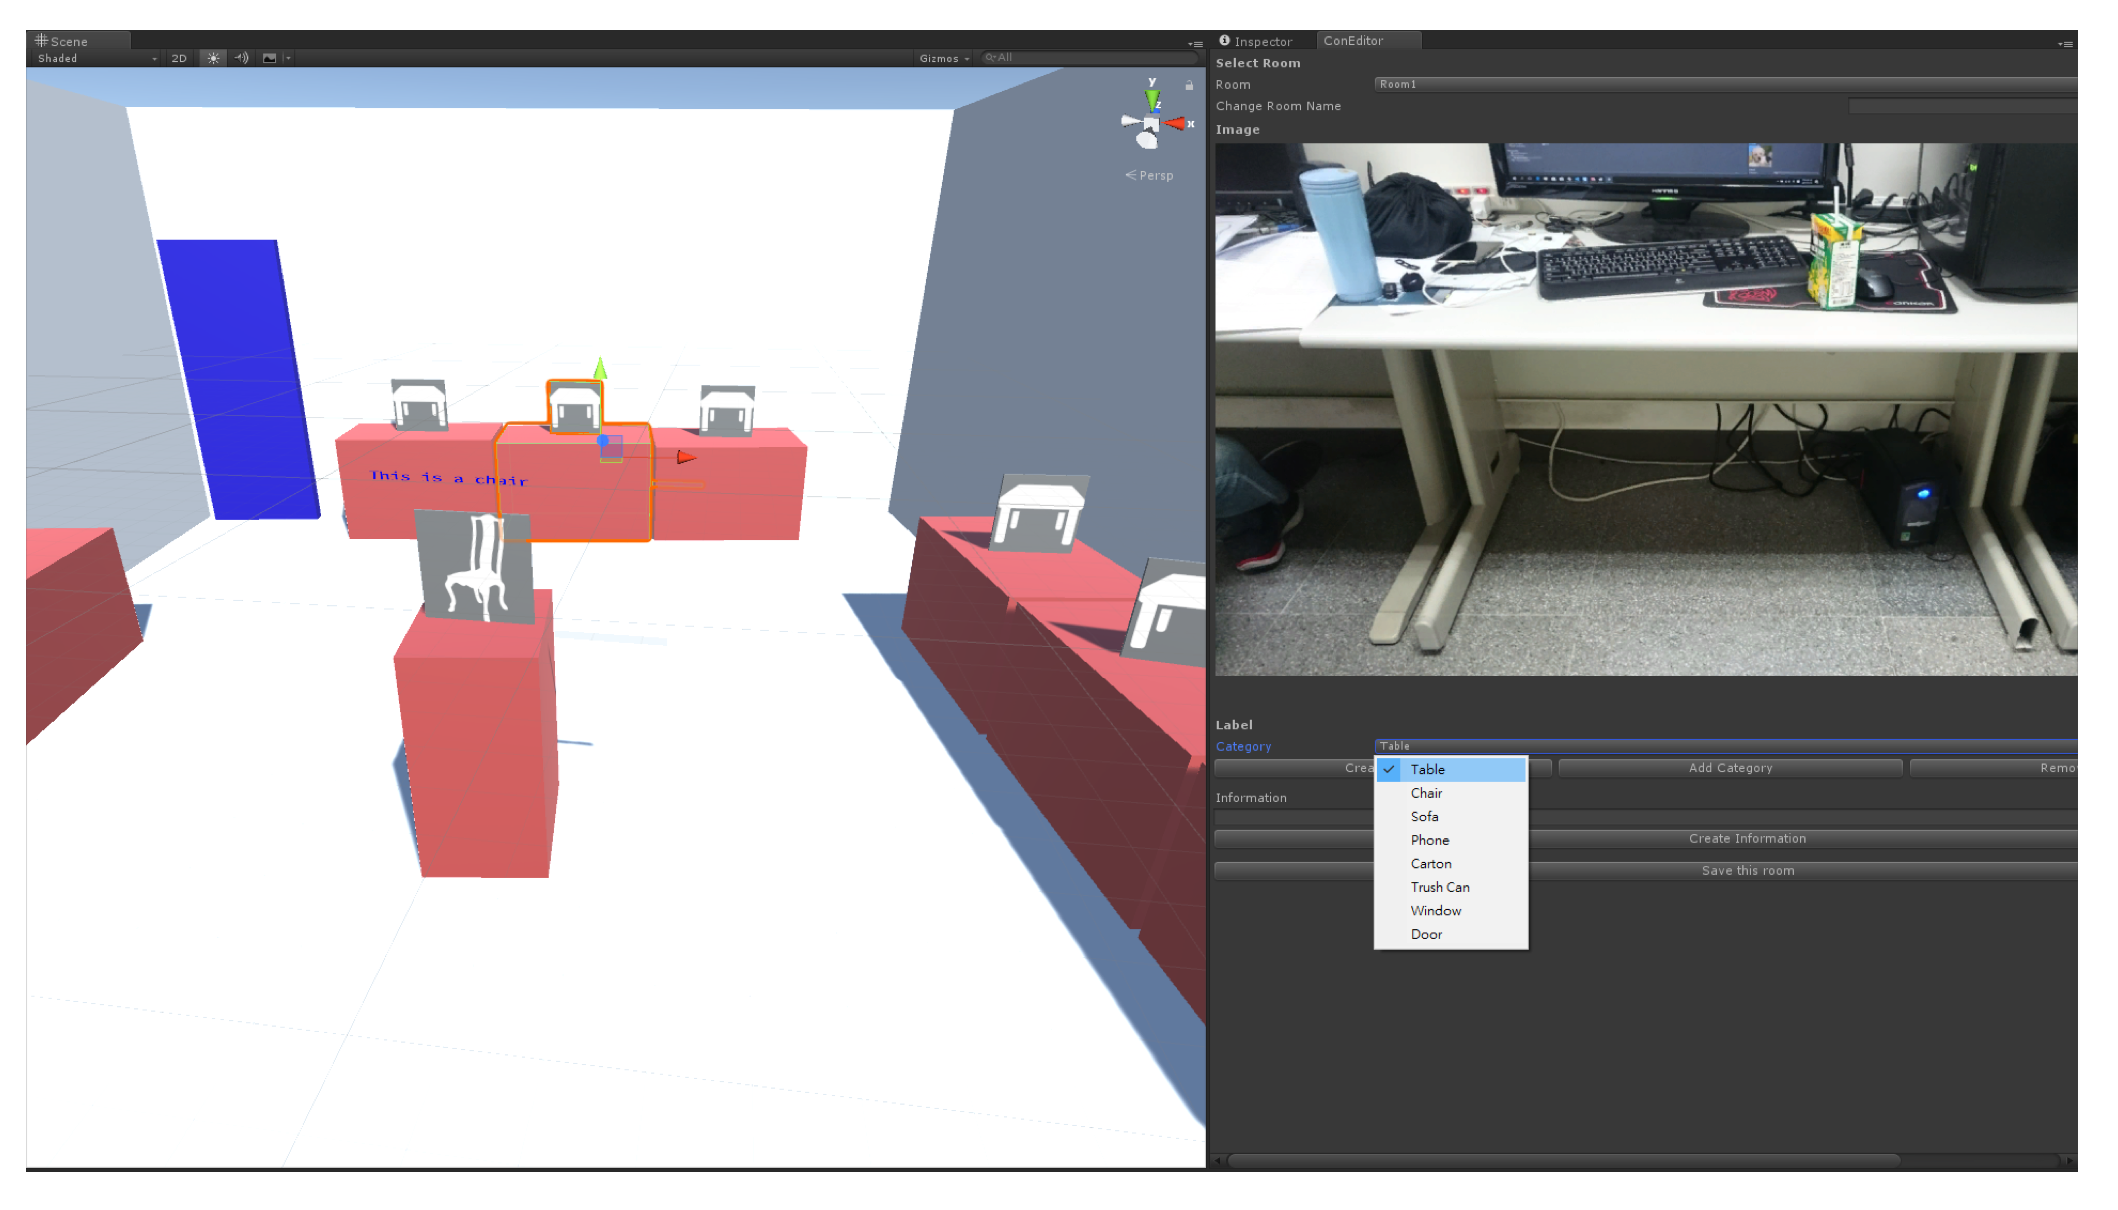 Scene
Shaded
2D
Gizmos
All
y
z
x
Persp
This is a chair
Inspector
ConEditor
Select Room
Room
Room1
Change Room Name
Image
Label
Category
Table
Crea
Add Category
Remo
Table
Chair
Sofa
Phone
Carton
Trush Can
Window
Door
Information
Create Information
Save this room